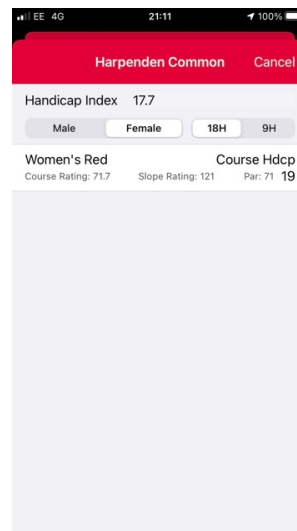 EE 4G 21:11 100%
Harpenden Common Cancel
Handicap Index 17.7
Male Female 18H 9H
Women's Red Course Hdcp
Course Rating: 71.7 Slope Rating: 121 Par: 71 19